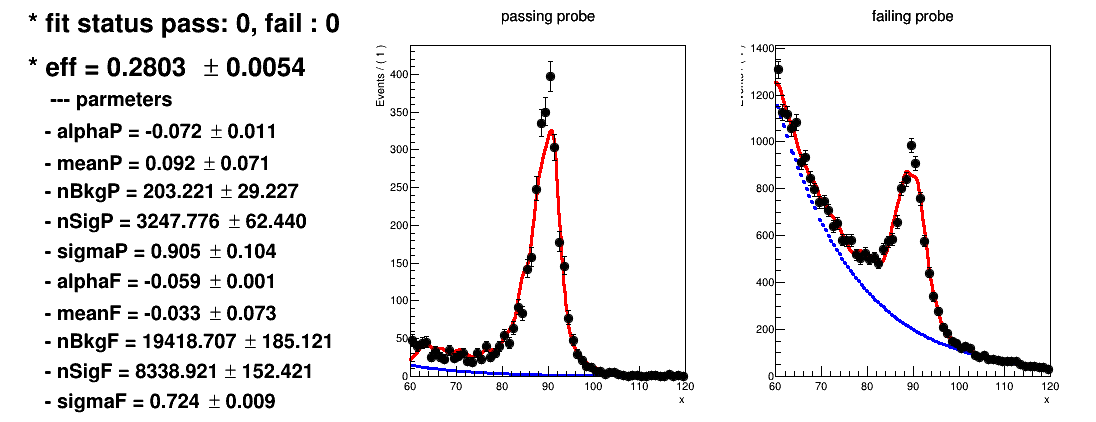 * fit status pass: 0, fail : 0
* eff = 0.2803 ± 0.0054
--- parmeters
- alphaP = -0.072 ± 0.011
- meanP = 0.092 ± 0.071
- nBkgP = 203.221 ± 29.227
- nSigP = 3247.776 ± 62.440
- sigmaP = 0.905 ± 0.104
- alphaF = -0.059 ± 0.001
- meanF = -0.033 ± 0.073
- nBkgF = 19418.707 ± 185.121
- nSigF = 8338.921 ± 152.421
- sigmaF = 0.724 ± 0.009
passing probe
Events / ( 1 )
400
350
300
250
200
150
100
50
0
60 70 80 90 100 110 120
x
failing probe
1400
1200
1000
800
600
400
200
0
60 70 80 90 100 110 120
x